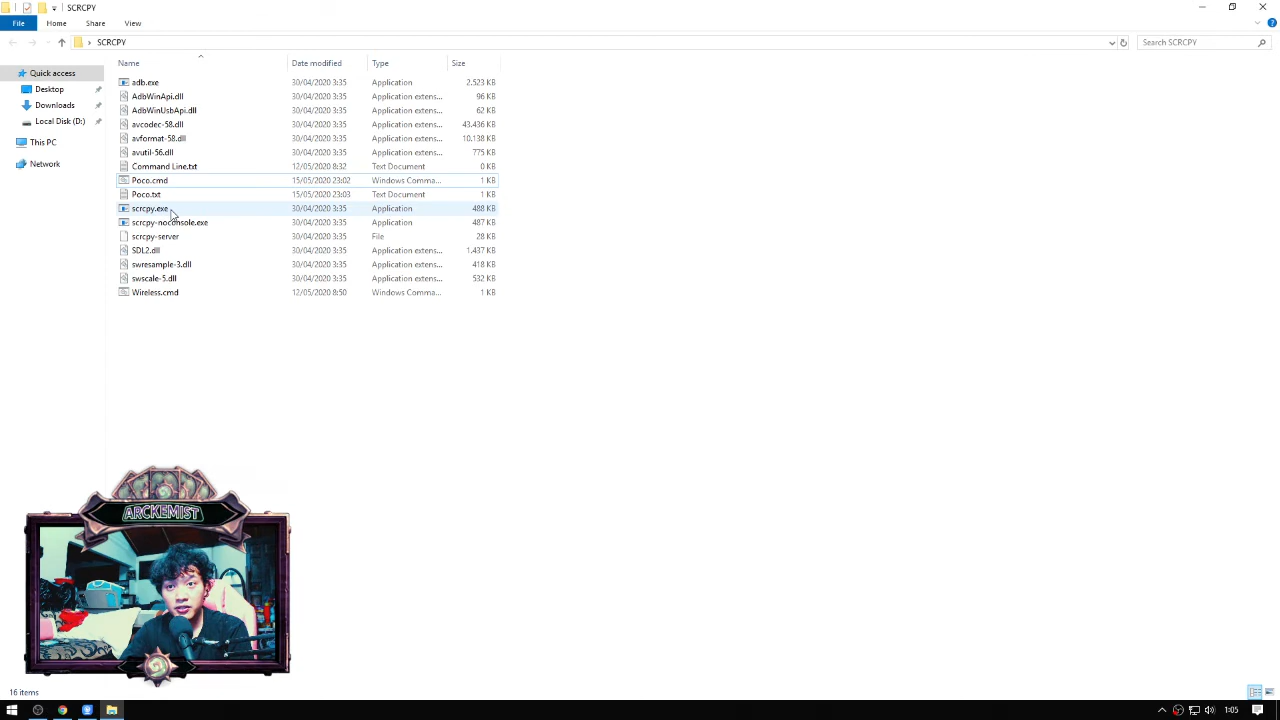 SCRCPY
File Home Share View
SCRCPY Search SCRCPY
Name Date modified Type Size
Quick access
Desktop
Downloads
Local Disk (D:)
This PC
Network
adb.exe 30/04/2020 3:35 Application 2.523 KB
AdbWinApi.dll 30/04/2020 3:35 Application extens... 96 KB
AdbWinUsbApi.dll 30/04/2020 3:35 Application extens... 62 KB
avcodec-58.dll 30/04/2020 3:35 Application extens... 43.436 KB
avformat-58.dll 30/04/2020 3:35 Application extens... 10.138 KB
avutil-56.dll 30/04/2020 3:35 Application extens... 775 KB
Command Line.txt 12/05/2020 8:32 Text Document 0 KB
Poco.cmd 15/05/2020 23:02 Windows Comma... 1 KB
Poco.txt 15/05/2020 23:03 Text Document 1 KB
scrcpy.exe 30/04/2020 3:35 Application 488 KB
scrcpy-noconsole.exe 30/04/2020 3:35 Application 487 KB
scrcpy-server 30/04/2020 3:35 File 28 KB
SDL2.dll 30/04/2020 3:35 Application extens... 1.437 KB
swresample-3.dll 30/04/2020 3:35 Application extens... 418 KB
swscale-5.dll 30/04/2020 3:35 Application extens... 532 KB
Wireless.cmd 12/05/2020 8:50 Windows Comma... 1 KB
ARCKEMIST
16 items
1:05